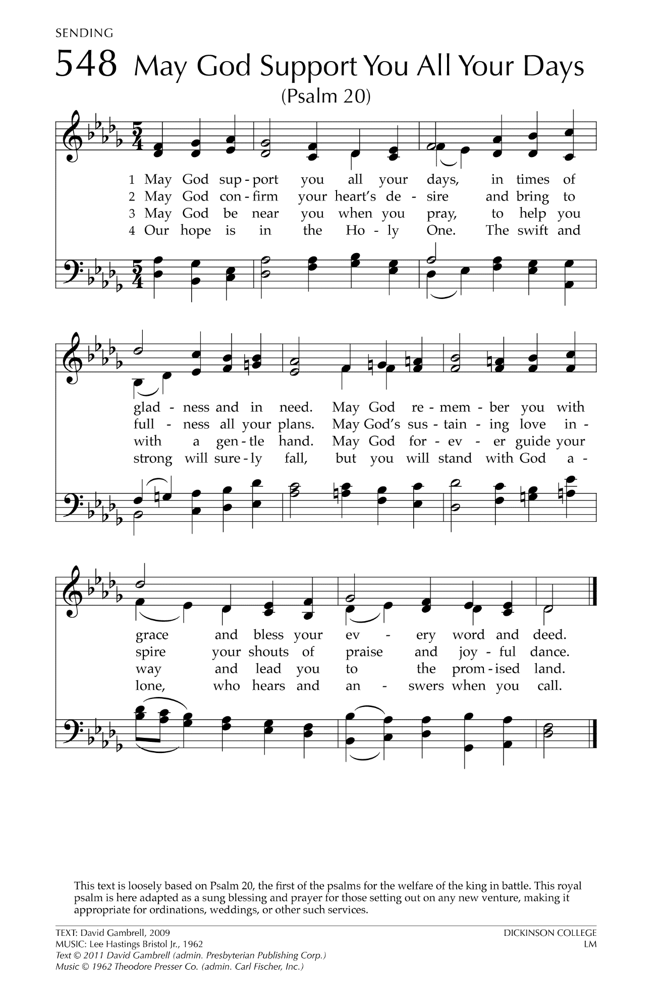 SENDING
548 May God Support You All Your Days
(Psalm 20)
5
4
1 May God sup - port you all your days, in times of
2 May God con - firm your heart's de - sire and bring to
3 May God be near you when you pray, to help you
4 Our hope is in the Ho - ly One. The swift and
5
4
glad - ness and in need. May God re - mem - ber you with
full - ness all your plans. May God's sus - tain - ing love in -
with a gen - tle hand. May God for - ev - er guide your
strong will sure - ly fall, but you will stand with God a -
grace and bless your ev - ery word and deed.
spire your shouts of praise and joy - ful dance.
way and lead you to the prom - ised land.
lone, who hears and an - swers when you call.
This text is loosely based on Psalm 20, the first of the psalms for the welfare of the king in battle. This royal
psalm is here adapted as a sung blessing and prayer for those setting out on any new venture, making it
appropriate for ordinations, weddings, or other such services.
TEXT: David Gambrell, 2009 DICKINSON COLLEGE
MUSIC: Lee Hastings Bristol Jr., 1962 LM
Text © 2011 David Gambrell (admin. Presbyterian Publishing Corp.)
Music © 1962 Theodore Presser Co. (admin. Carl Fischer, Inc.)